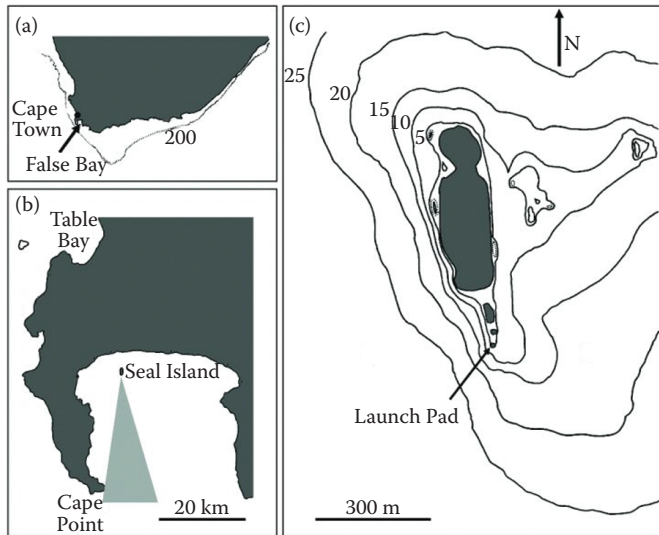 (a)
Cape
Town
200
False Bay
(b)
Table
Bay
Seal Island
Cape
Point
20 km
(c)
N
25
20
15
10
5
Launch Pad
300 m